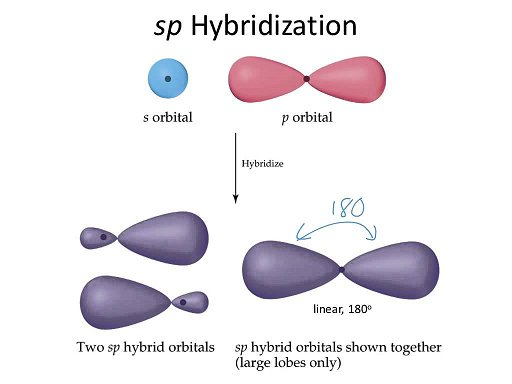 sp Hybridization
s orbital
p orbital
Hybridize
180
linear, 180º
Two sp hybrid orbitals
sp hybrid orbitals shown together
(large lobes only)